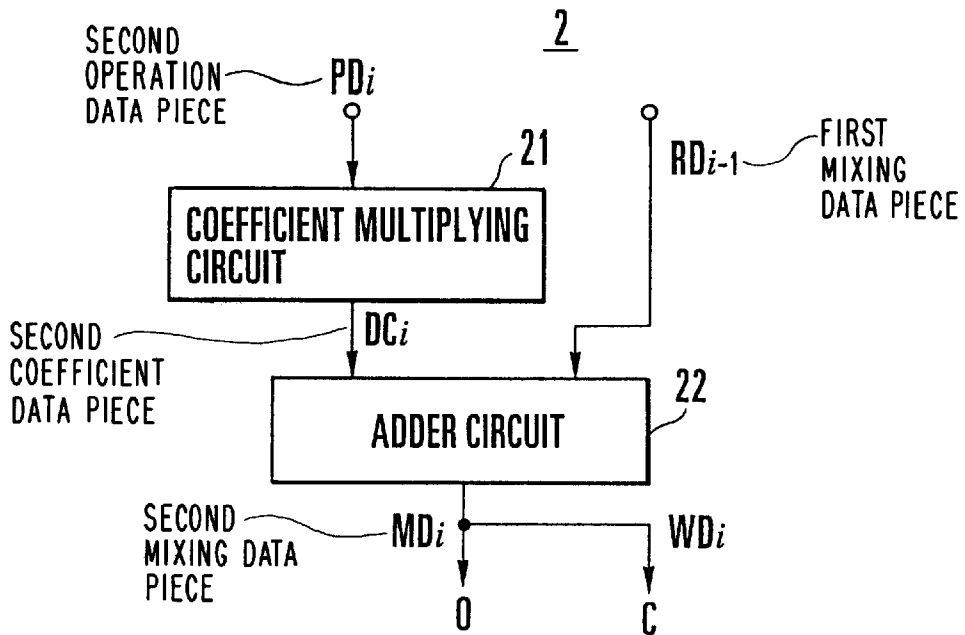 2
SECOND
OPERATION
DATA PIECE
PDi
21
RDi-1
FIRST
MIXING
DATA PIECE
COEFFICIENT MULTIPLYING
CIRCUIT
SECOND
COEFFICIENT
DATA PIECE
DCi
22
ADDER CIRCUIT
SECOND
MIXING DATA
PIECE
MDi
WDi
O
C